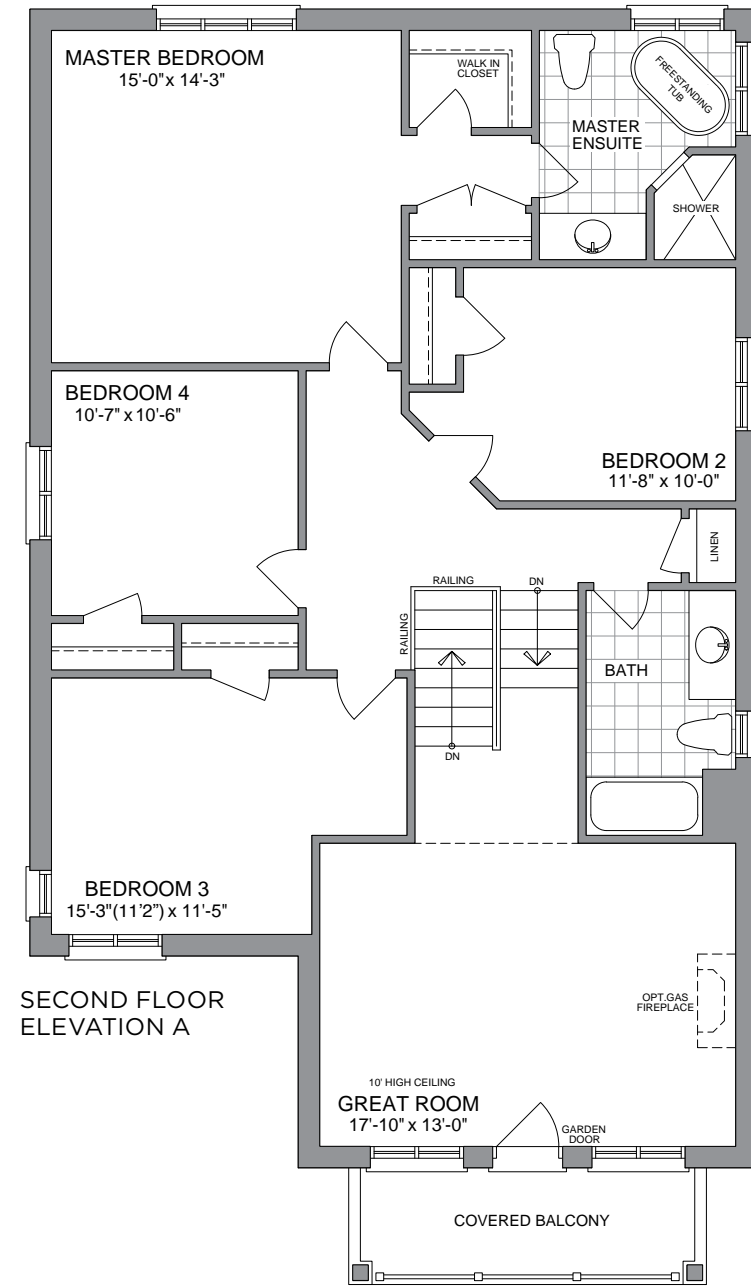 MASTER BEDROOM
15'-0" x 14'-3"
WALK IN
CLOSET
FREESTANDING
TUB
MASTER
ENSUITE
SHOWER
BEDROOM 4
10'-7" x 10'-6"
BEDROOM 2
11'-8" x 10'-0"
LINEN
RAILING
DN
RAILING
BATH
DN
BEDROOM 3
15'-3"(11'2") x 11'-5"
SECOND FLOOR
ELEVATION A
OPT.GAS
FIREPLACE
10' HIGH CEILING
GREAT ROOM
17'-10" x 13'-0"
GARDEN
DOOR
COVERED BALCONY